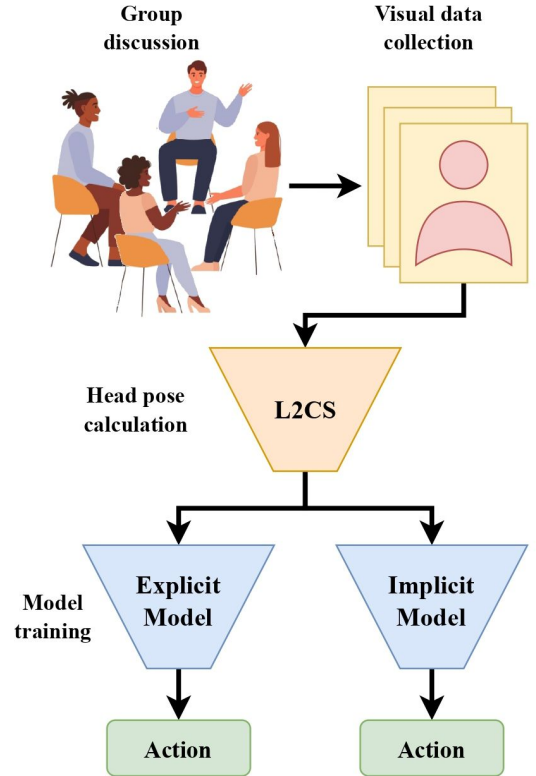 Group
discussion
Visual data
collection
Head pose
calculation
L2CS
Model
training
Explicit
Model
Implicit
Model
Action
Action